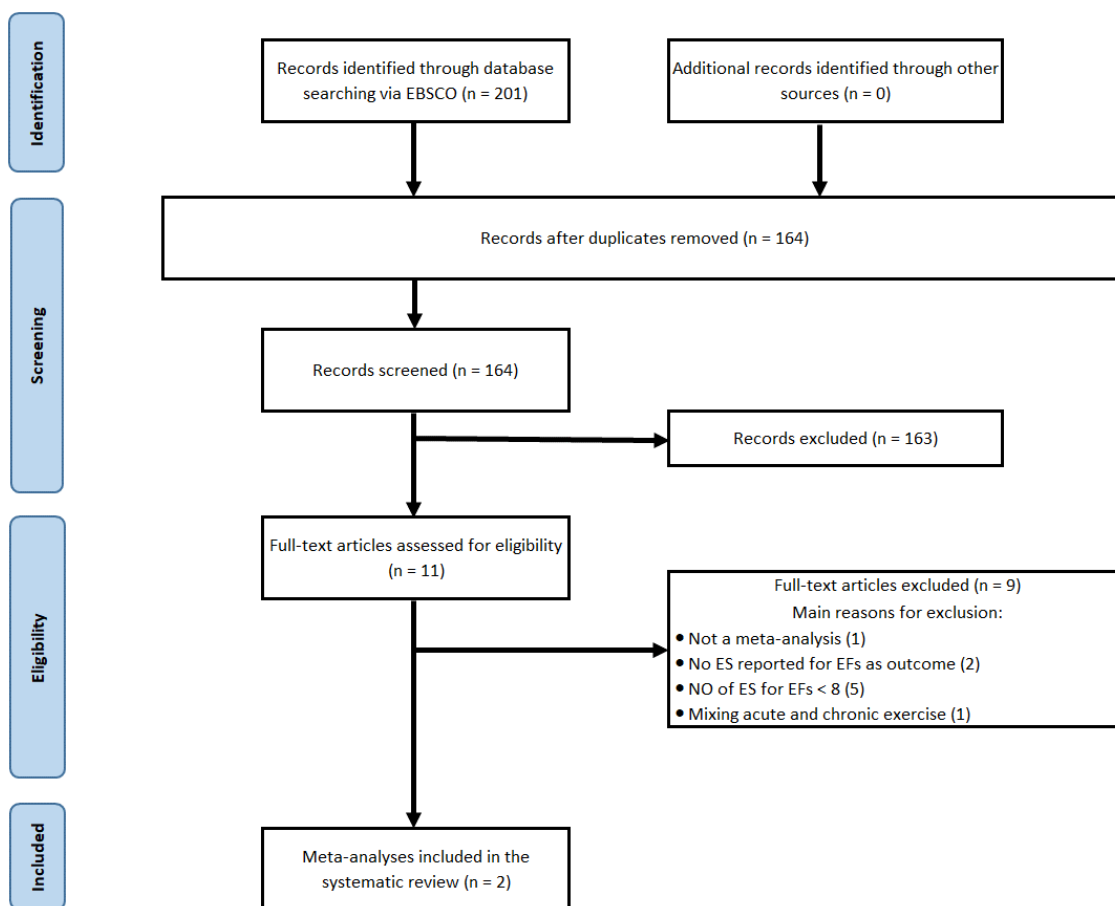 Identification
Records identified through database
searching via EBSCO (n = 201)
Additional records identified through other
sources (n = 0)
Screening
Records after duplicates removed (n = 164)
Records screened (n = 164)
Records excluded (n = 163)
Eligibility
Full-text articles assessed for eligibility
(n = 11)
Full-text articles excluded (n = 9)
Main reasons for exclusion:
• Not a meta-analysis (1)
• No ES reported for EFs as outcome (2)
• NO of ES for EFs < 8 (5)
• Mixing acute and chronic exercise (1)
Included
Meta-analyses included in the
systematic review (n = 2)